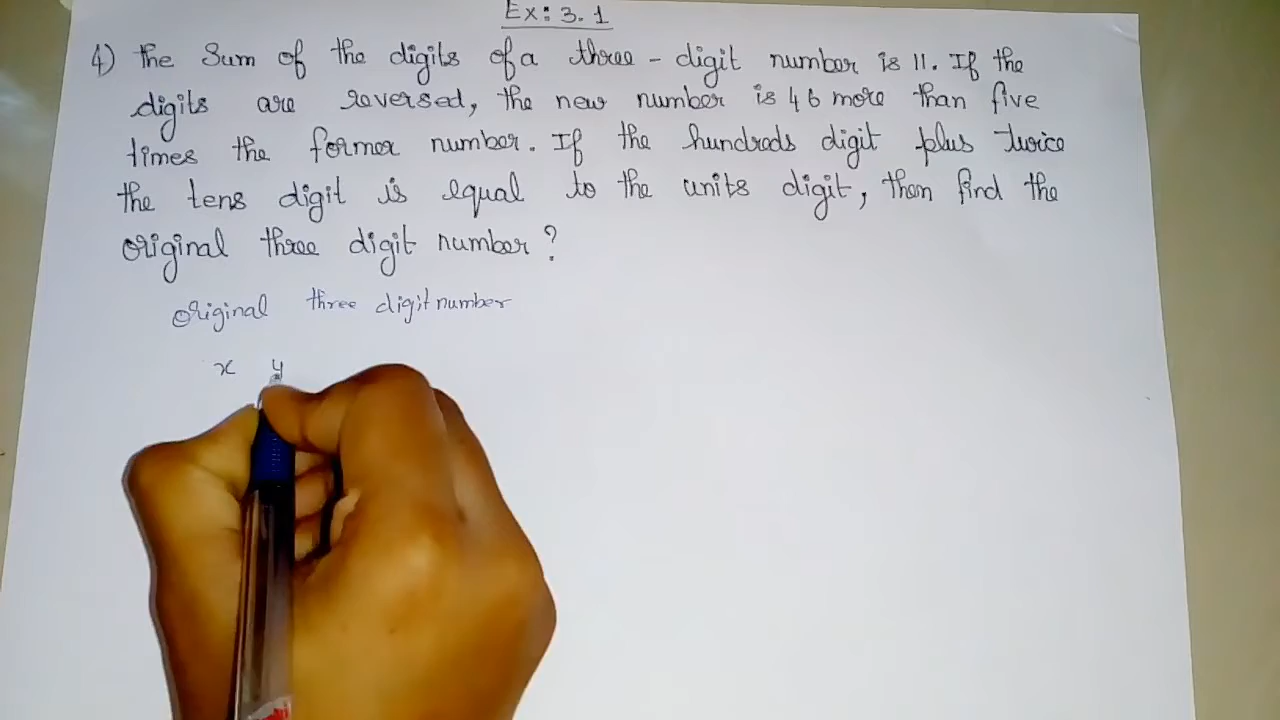 Ex: 3.1
4) the Sum of the digits of a three-digit number is 11. If the
digits are reversed, the new number is 46 more than five
times the former number. If the hundreds digit plus twice
the tens digit is equal to the units digit, then find the
original three digit number?
original three digit number
x y